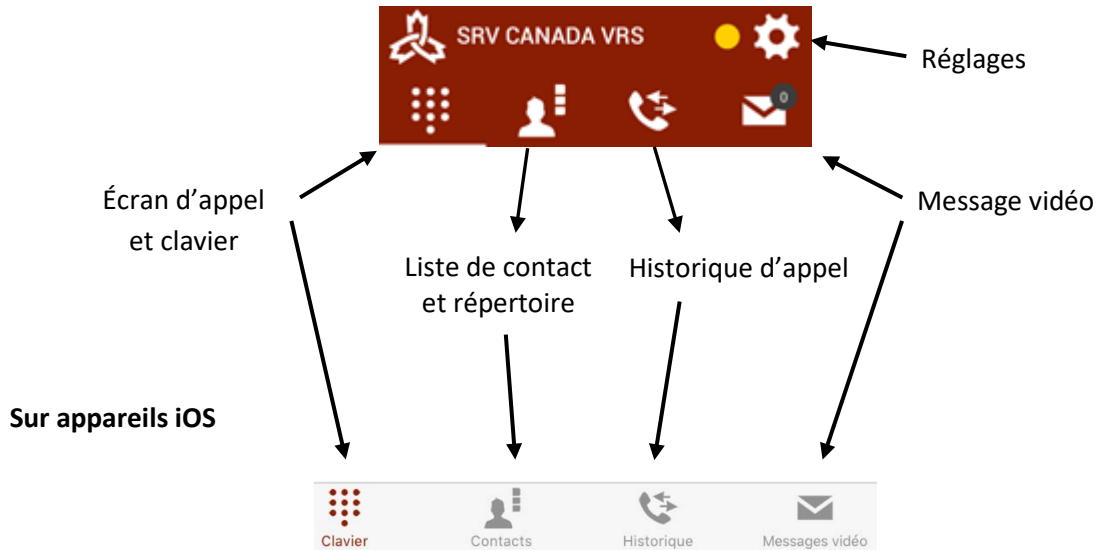 SRV CANADA VRS
Réglages
0
Écran d’appel
et clavier
Message vidéo
Liste de contact
et répertoire
Historique d’appel
Sur appareils iOS
Clavier
Contacts
Historique
Messages vidéo